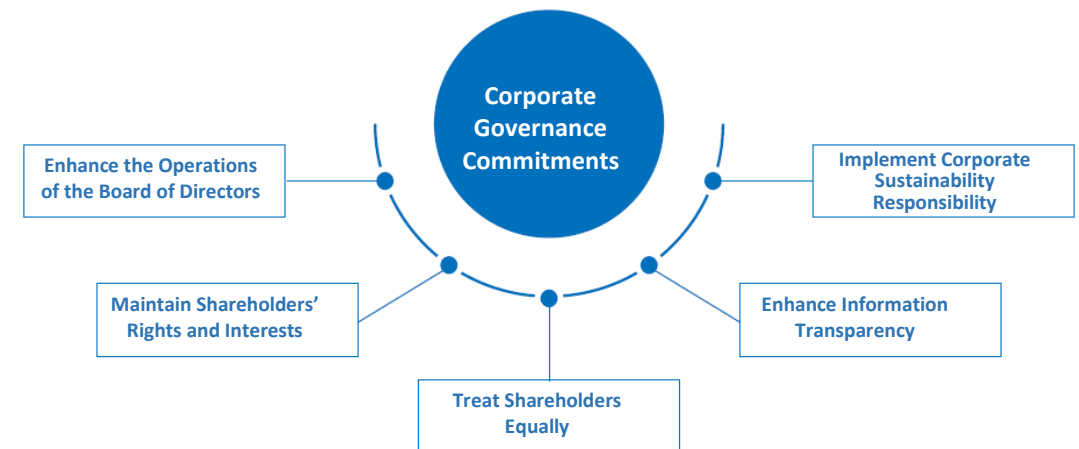 Corporate
Governance
Commitments
Enhance the Operations
of the Board of Directors
Maintain Shareholders’
Rights and Interests
Treat Shareholders
Equally
Enhance Information
Transparency
Implement Corporate
Sustainability
Responsibility